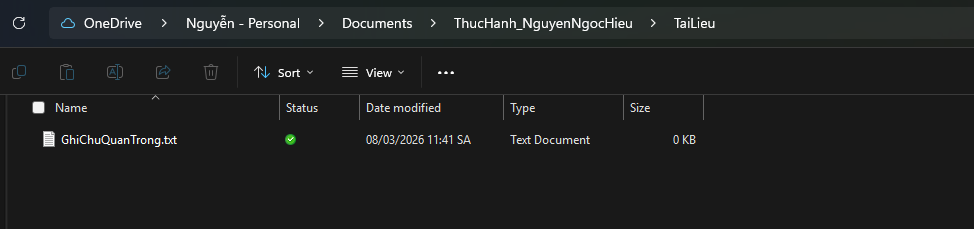 OneDrive > Nguyễn - Personal > Documents > ThucHanh_NguyenNgocHieu > TaiLieu >
Sort View
Name Status Date modified Type Size
GhiChuQuanTrong.txt 08/03/2026 11:41 SA Text Document 0 KB